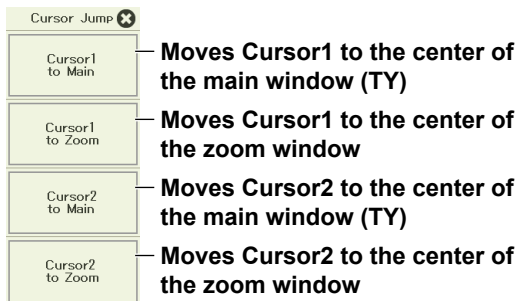 Cursor Jump
Cursor1
to Main
Moves Cursor1 to the center of
the main window (TY)
Cursor1
to Zoom
Moves Cursor1 to the center of
the zoom window
Cursor2
to Main
Moves Cursor2 to the center of
the main window (TY)
Cursor2
to Zoom
Moves Cursor2 to the center of
the zoom window